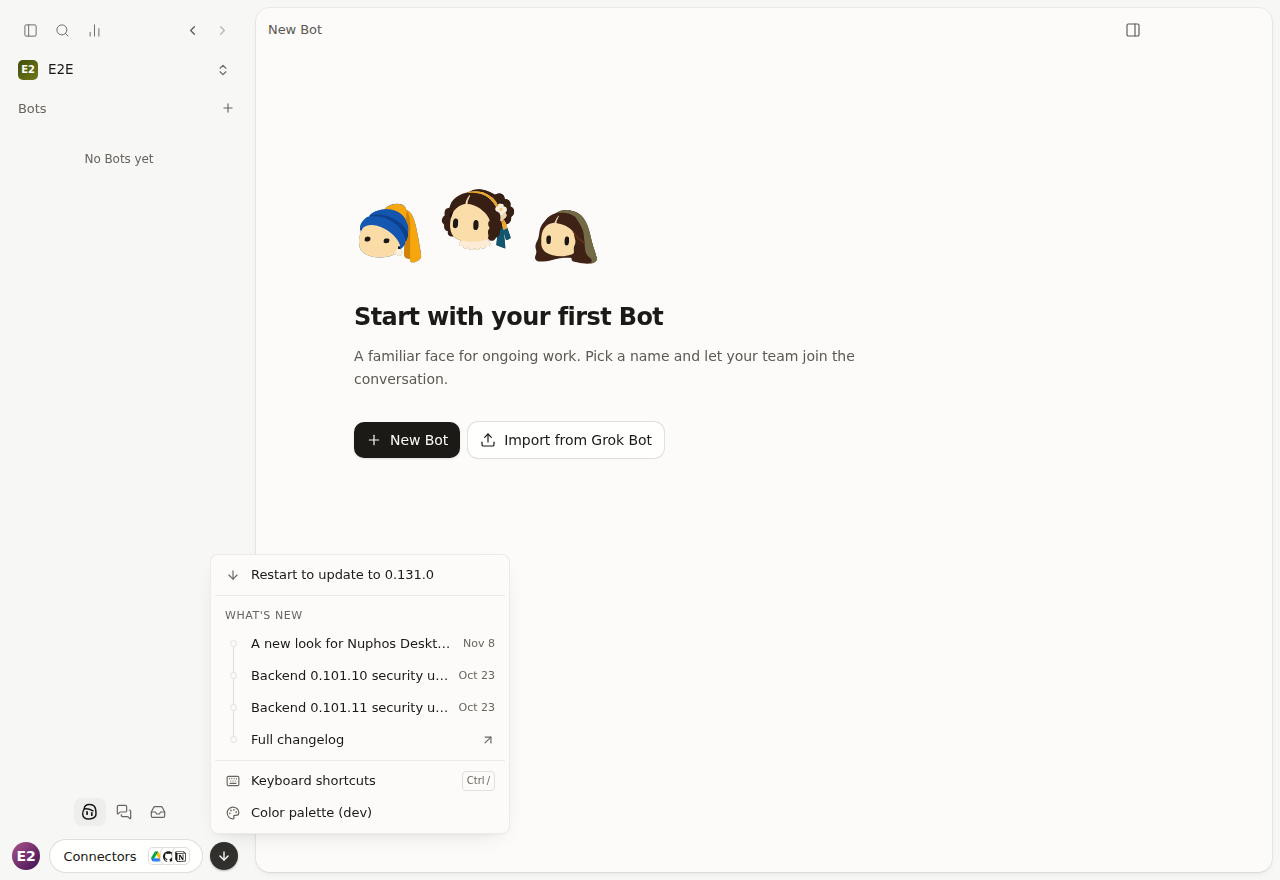 New Bot
E2 E2E
Bots
No Bots yet
Start with your first Bot
A familiar face for ongoing work. Pick a name and let your team join the
conversation.
New Bot
Import from Grok Bot
Restart to update to 0.131.0
WHAT'S NEW
A new look for Nuphos Deskt... Nov 8
Backend 0.101.10 security u... Oct 23
Backend 0.101.11 security u... Oct 23
Full changelog
Keyboard shortcuts Ctrl /
Color palette (dev)
E2 Connectors